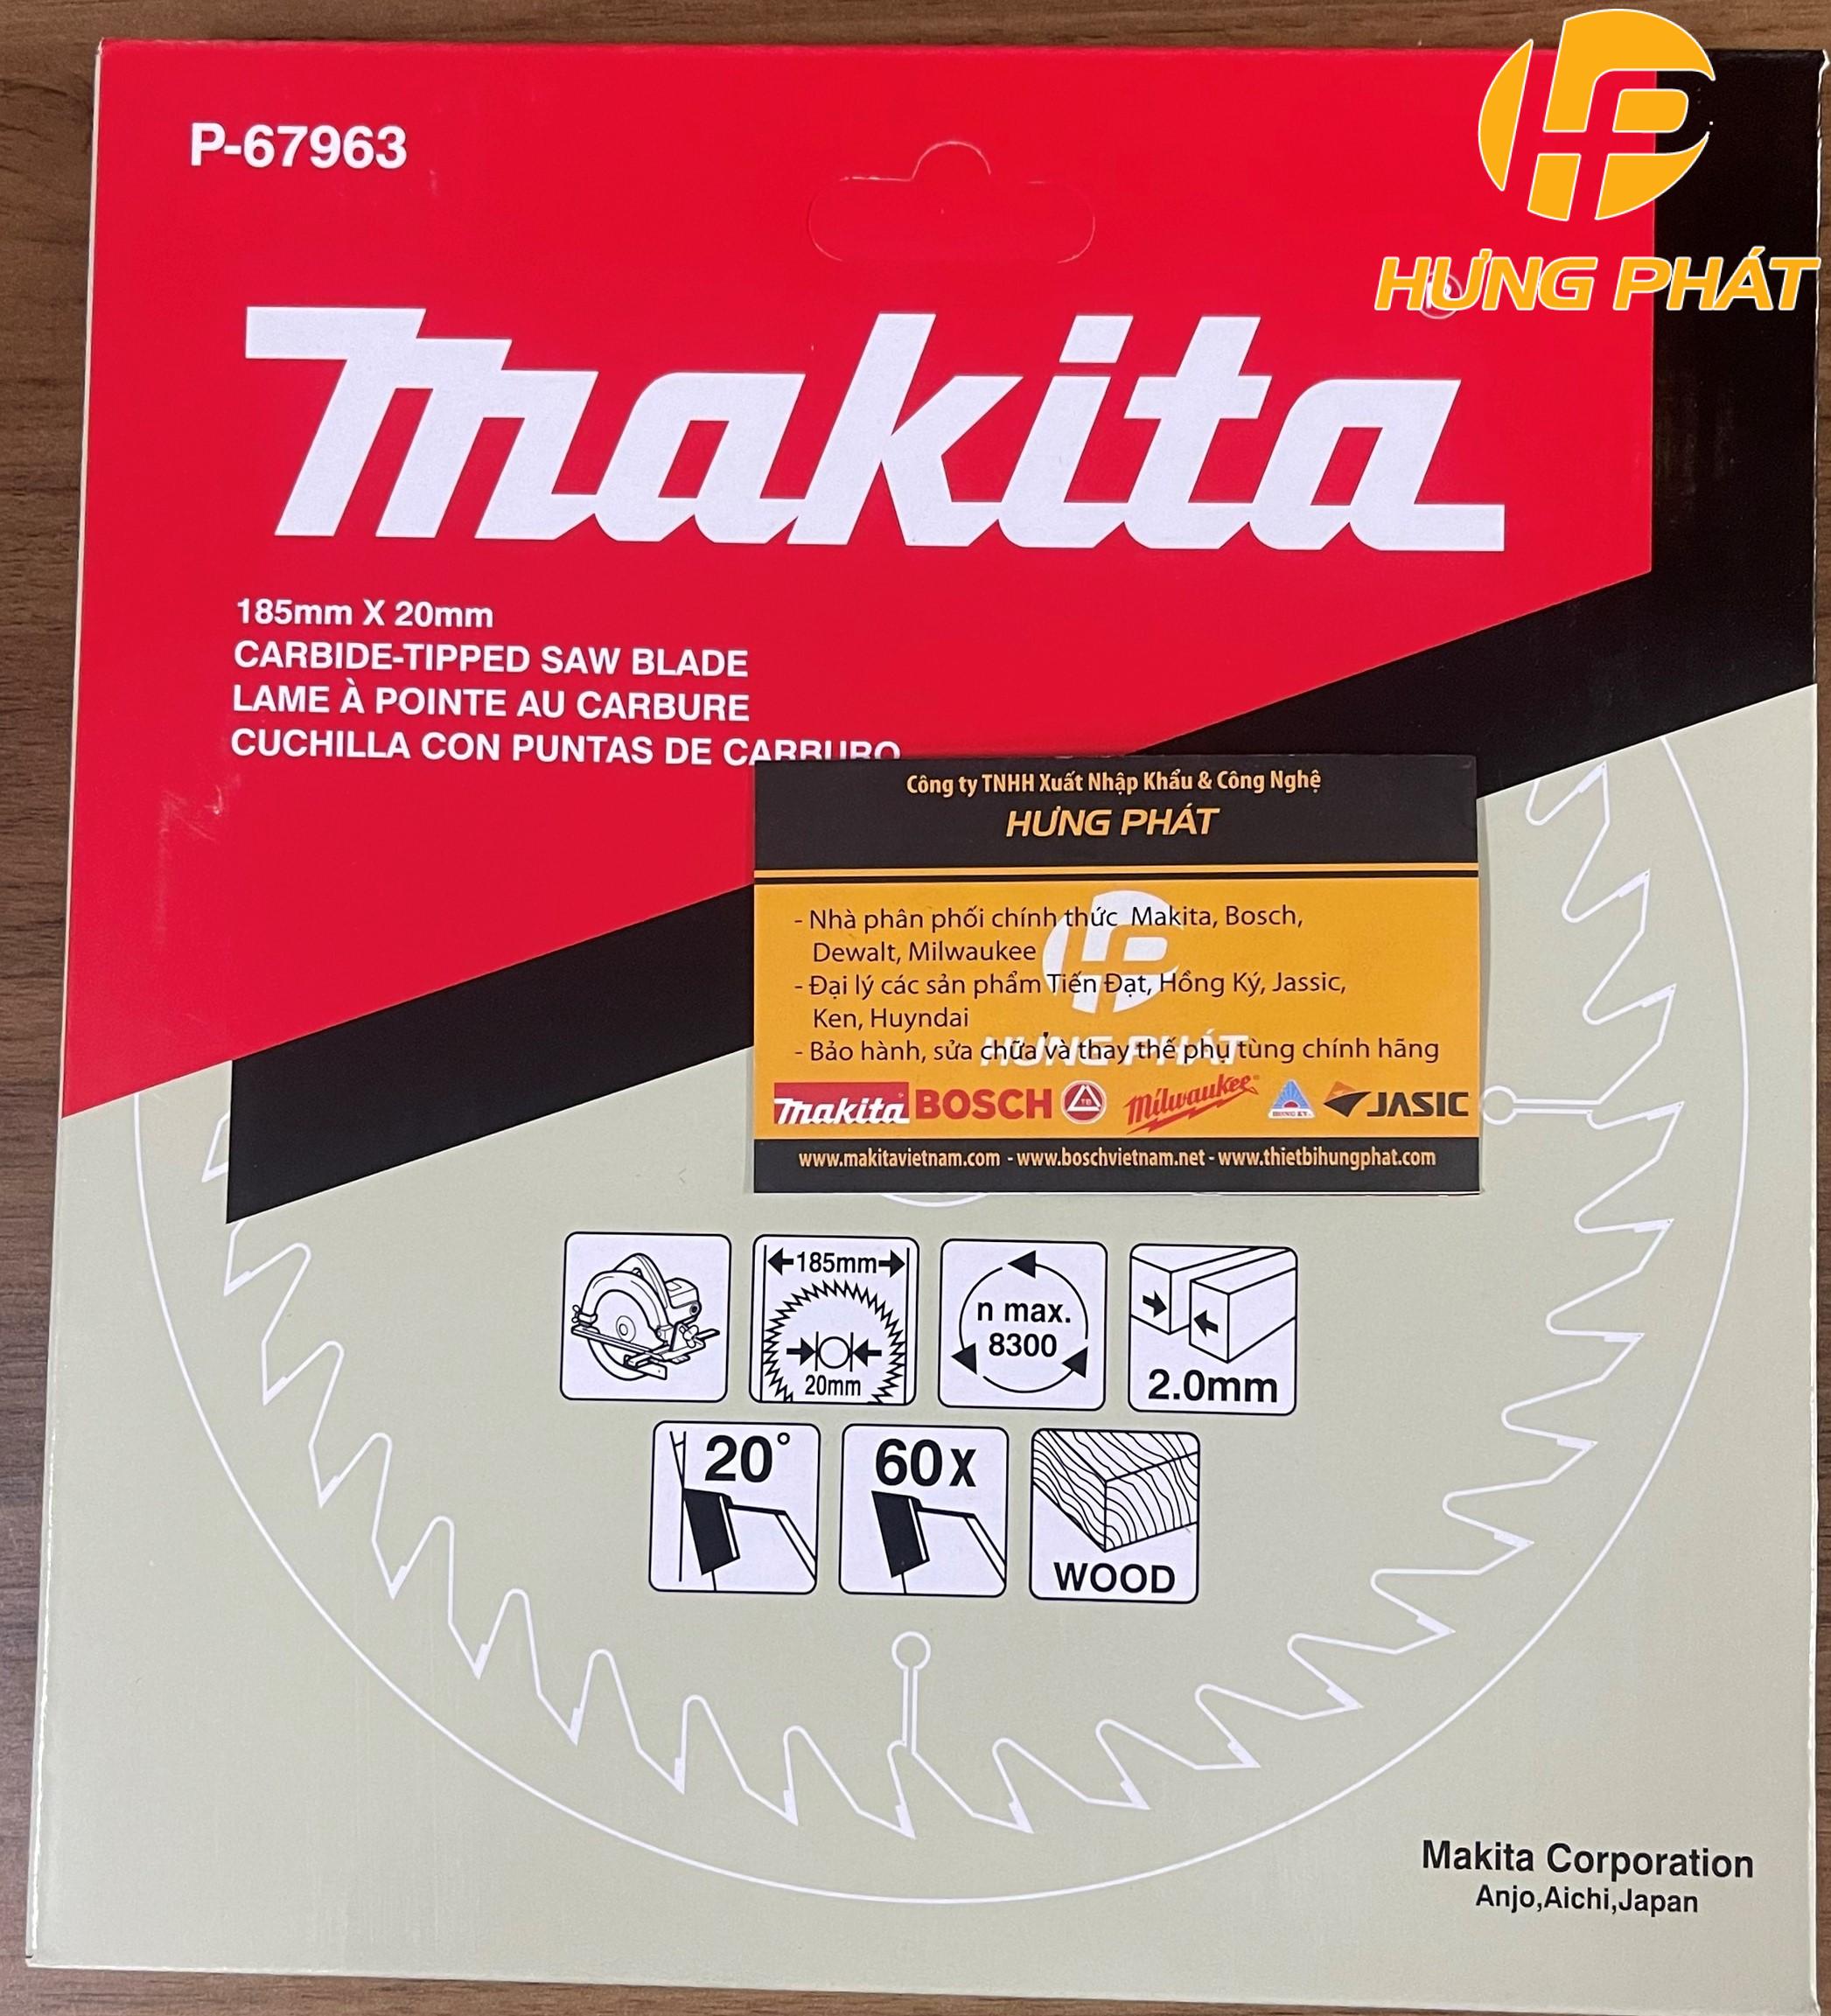 HƯNG PHÁT
P-67963
makita
185mm X 20mm
CARBIDE-TIPPED SAW BLADE
LAME À POINTE AU CARBURE
CUCHILLA CON PUNTAS DE CARBURO
Công ty TNHH Xuất Nhập Khẩu & Công Nghệ
HƯNG PHÁT
- Nhà phân phối chính thức Makita, Bosch,
Dewalt, Milwaukee
- Đại lý các sản phẩm Tiến Đạt, Hồng Ký, Jassic,
Ken, Huyndai
HƯNG PHÁT
- Bảo hành, sửa chữa và thay thế phụ tùng chính hãng
makita BOSCH Milwaukee HONG KY JASIC
www.makitavietnam.com - www.boschvietnam.net - www.thietbihungphat.com
185mm
20mm
n max.
8300
2.0mm
20°
60x
WOOD
Makita Corporation
Anjo,Aichi,Japan